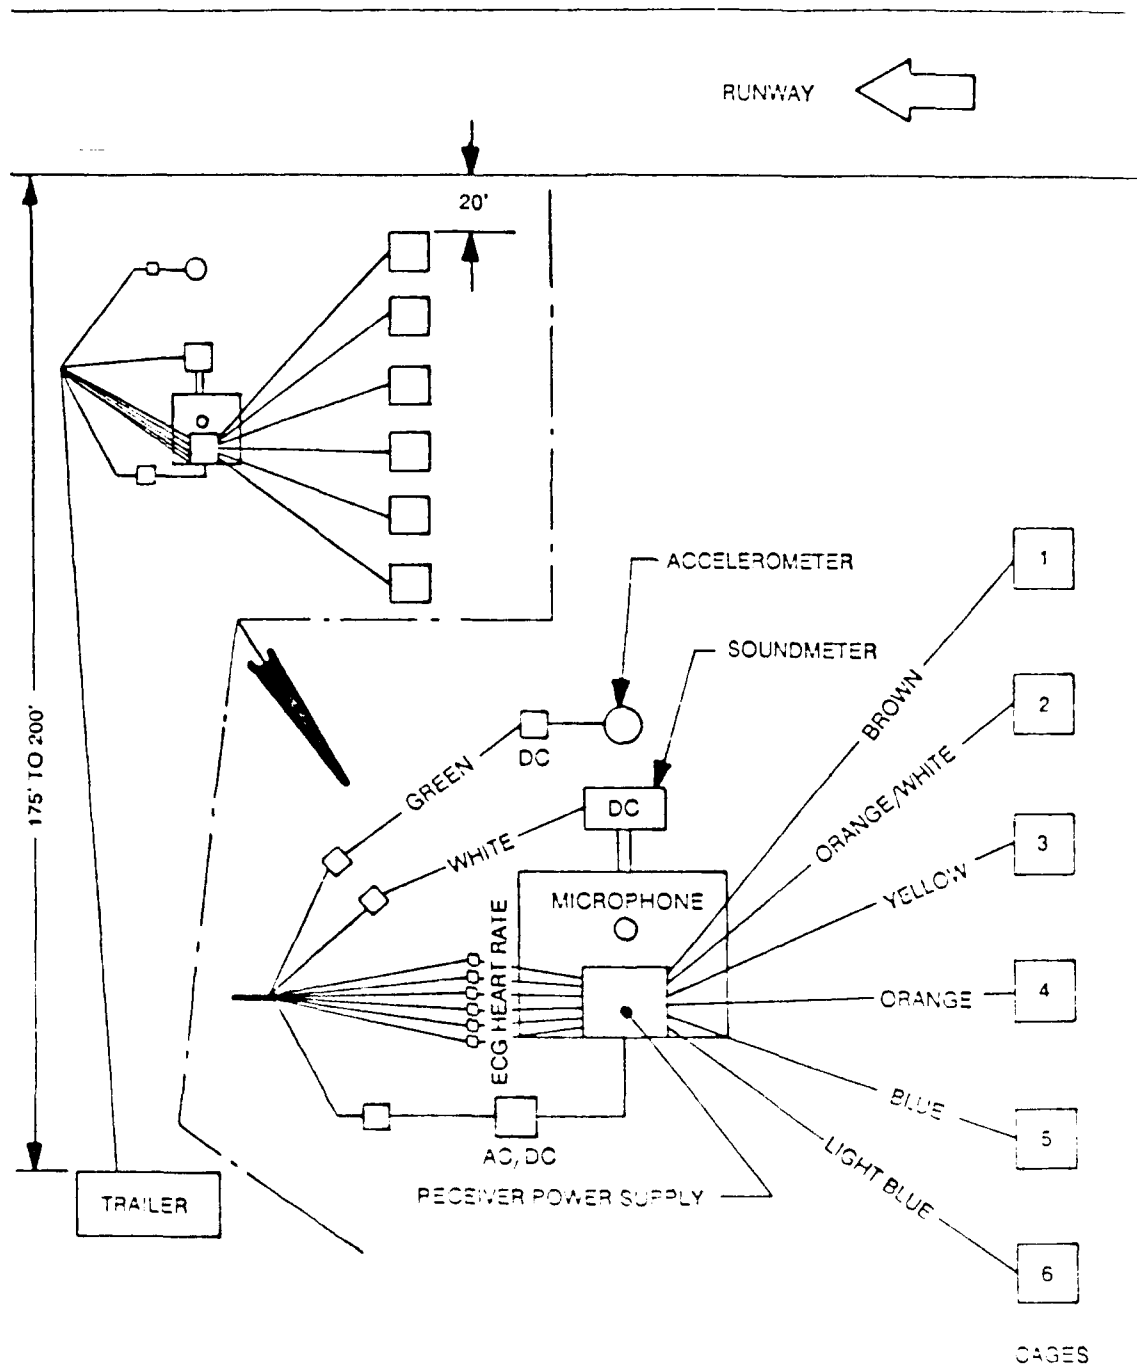 RUNWAY
20'
175' TO 200'
ACCELEROMETER
SOUNDMETER
1
BROWN
2
DC
GREEN
DC
ORANGE/WHITE
WHITE
3
YELLOW
MICROPHONE
ECG HEART RATE
4
ORANGE
BLUE
5
AC, DC
LIGHT BLUE
RECEIVER POWER SUPPLY
TRAILER
6
CAGES